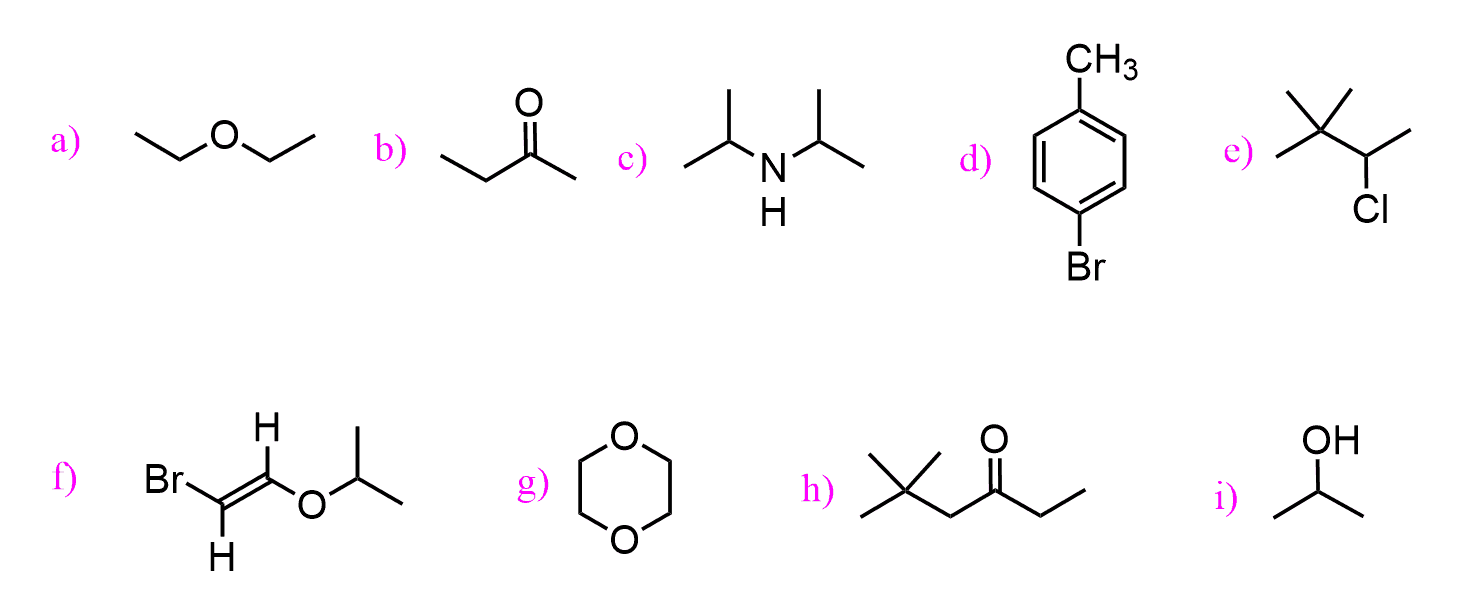 CH3
a) O b) O c) N H d) Br e) Cl
H OH
f) Br O H g) O O h) O i)